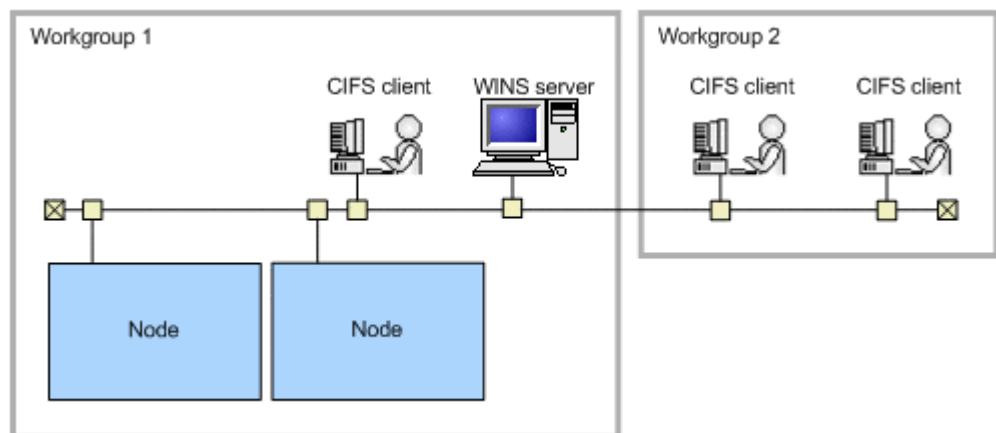 Workgroup 1
Workgroup 2
CIFS client
WINS server
CIFS client
CIFS client
Node
Node